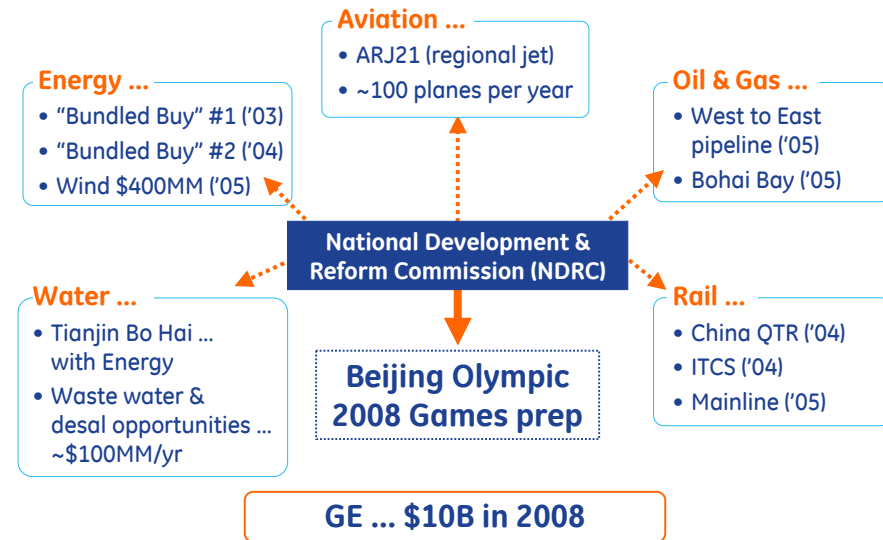 Aviation ...
• ARJ21 (regional jet)
• ~100 planes per year
Energy ...
• “Bundled Buy” #1 (‘03)
• “Bundled Buy” #2 (‘04)
• Wind $400MM (‘05)
Oil & Gas ...
• West to East
pipeline (‘05)
• Bohai Bay (‘05)
National Development &
Reform Commission (NDRC)
Water ...
• Tianjin Bo Hai ...
with Energy
• Waste water &
desal opportunities ...
~$100MM/yr
Rail ...
• China QTR (‘04)
• ITCS (‘04)
• Mainline (‘05)
Beijing Olympic
2008 Games prep
GE ... $10B in 2008